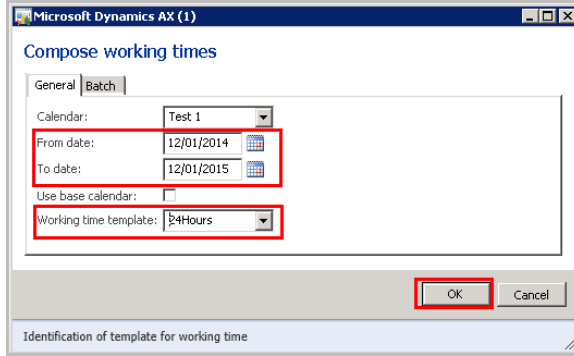 Microsoft Dynamics AX (1)
Compose working times
General Batch
Calendar: Test 1
From date: 12/01/2014
To date: 12/01/2015
Use base calendar:
Working time template: 24Hours
OK Cancel
Identification of template for working time